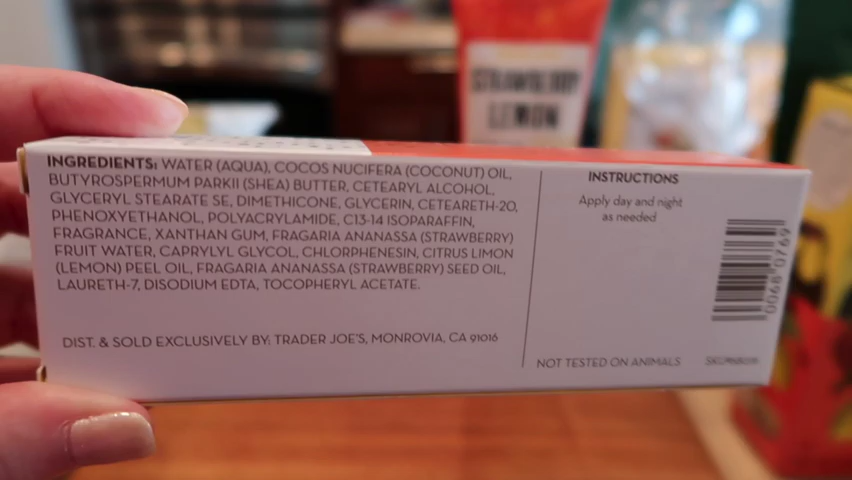 STRAWBERRY
LEMON
INGREDIENTS: WATER (AQUA), COCOS NUCIFERA (COCONUT) OIL,
BUTYROSPERMUM PARKII (SHEA) BUTTER, CETEARYL ALCOHOL,
GLYCERYL STEARATE SE, DIMETHICONE, GLYCERIN, CETEARETH-20,
PHENOXYETHANOL, POLYACRYLAMIDE, C13-14 ISOPARAFFIN,
FRAGRANCE, XANTHAN GUM, FRAGARIA ANANASSA (STRAWBERRY)
FRUIT WATER, CAPRYLYL GLYCOL, CHLORPHENESIN, CITRUS LIMON
(LEMON) PEEL OIL, FRAGARIA ANANASSA (STRAWBERRY) SEED OIL,
LAURETH-7, DISODIUM EDTA, TOCOPHERYL ACETATE.
DIST. & SOLD EXCLUSIVELY BY: TRADER JOE'S, MONROVIA, CA 91016
INSTRUCTIONS
Apply day and night
as needed
NOT TESTED ON ANIMALS
0068 0769